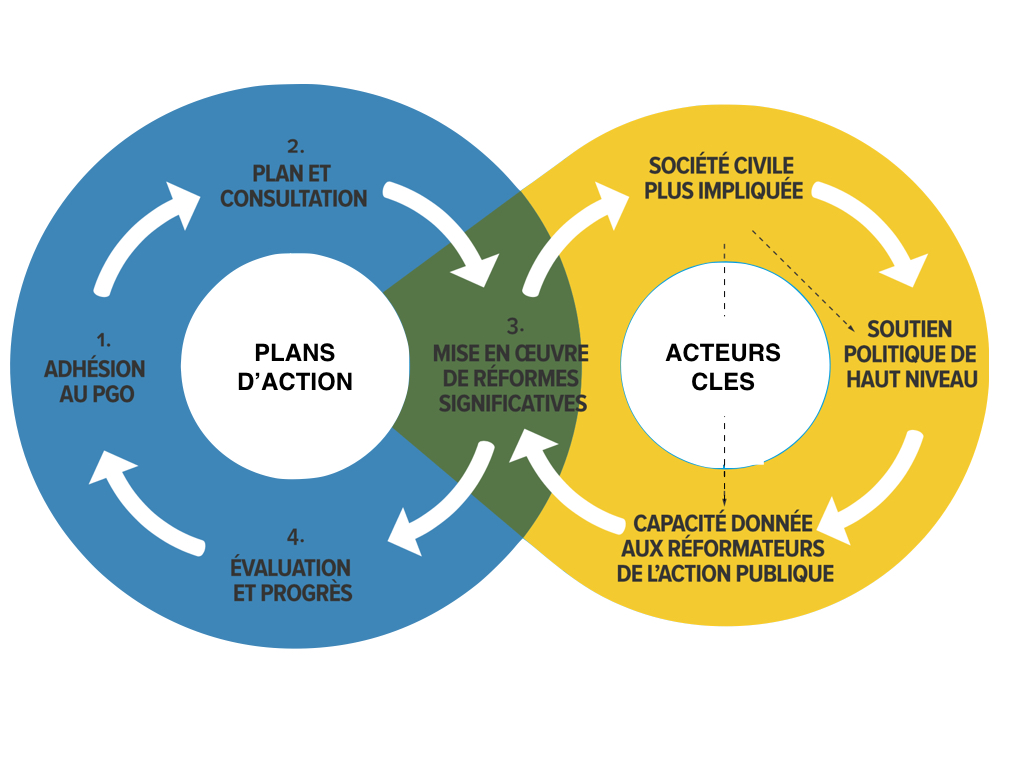 2.
PLAN ET
CONSULTATION
1.
ADHÉSION
AU PGO
PLANS
D’ACTION
3.
MISE EN ŒUVRE
DE RÉFORMES
SIGNIFICATIVES
4.
ÉVALUATION
ET PROGRÈS
SOCIÉTÉ CIVILE
PLUS IMPLIQUÉE
ACTEURS
CLES
SOUTIEN
POLITIQUE DE
HAUT NIVEAU
CAPACITÉ DONNÉE
AUX RÉFORMATEURS
DE L’ACTION PUBLIQUE